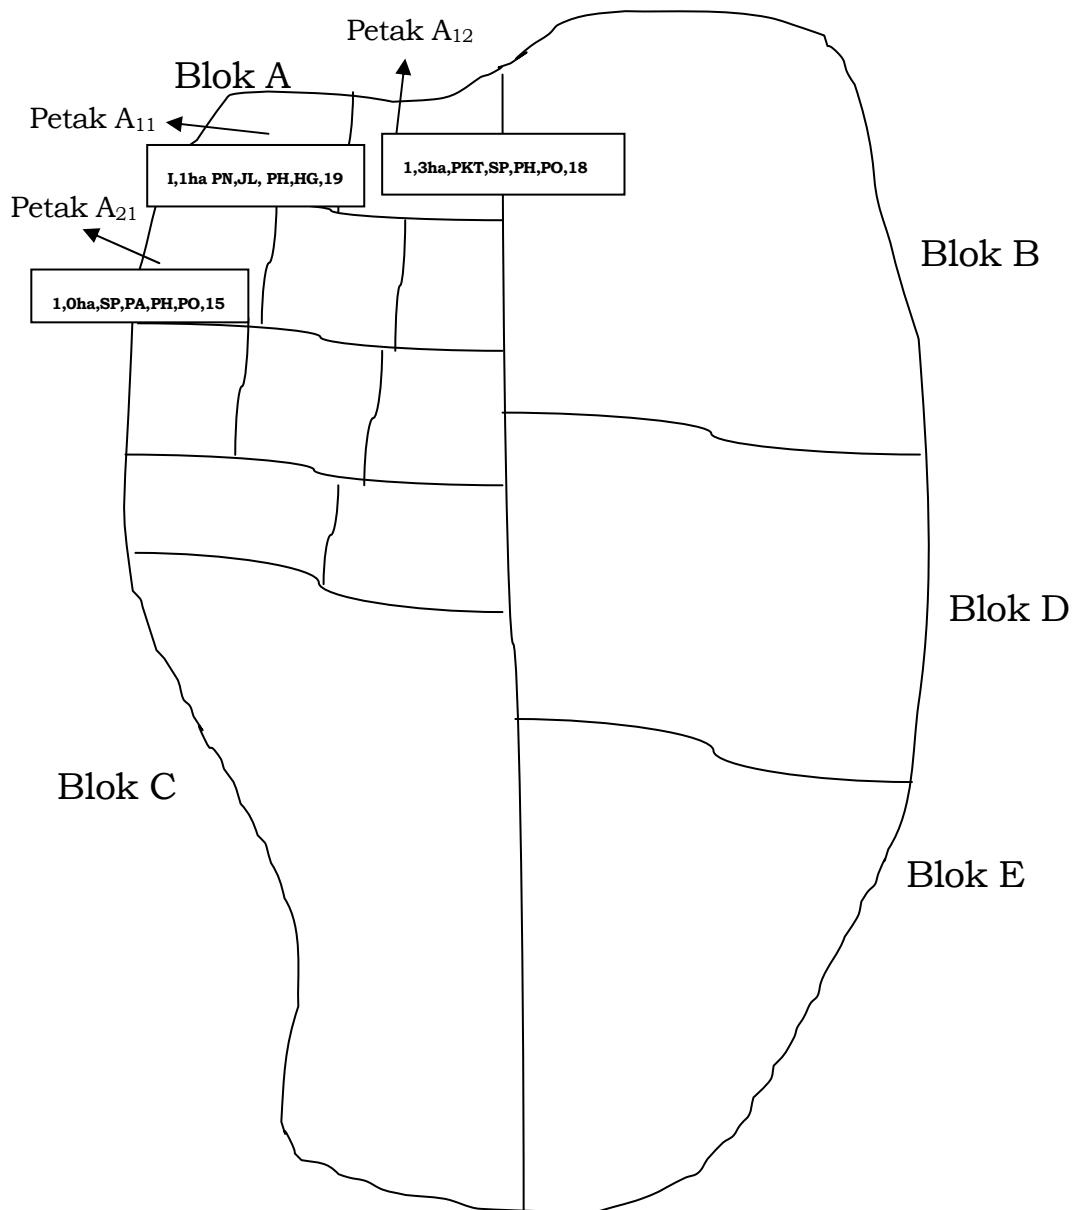 Petak A₁₂
Blok A
Petak A₁₁
1,3ha,PKT,SP,PH,PO,18
I,1ha PN,JL, PH,HG,19
Petak A₂₁
Blok B
1,0ha,SP,PA,PH,PO,15
Blok D
Blok C
Blok E